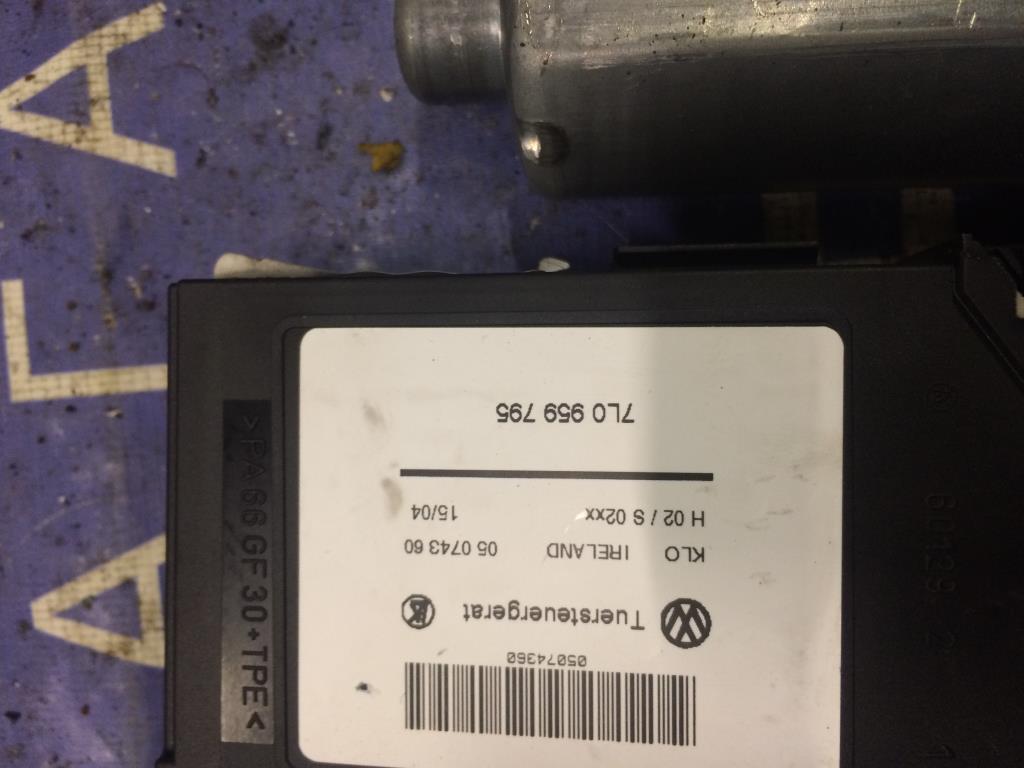 05074360
Tuersteuergerat
KLO IRELAND 05 0743 60
H 02 / S 02xx 15/04
7L0 959 795
>PA 66 GF 30+TPE<
60129 2